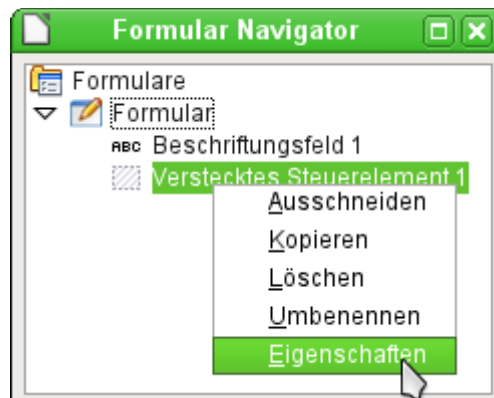 Formular Navigator
Formulare
Formular
ABC Beschriftungsfeld 1
Verstecktes Steuerelement 1
Ausschneiden
Kopieren
Löschen
Umbenennen
Eigenschaften